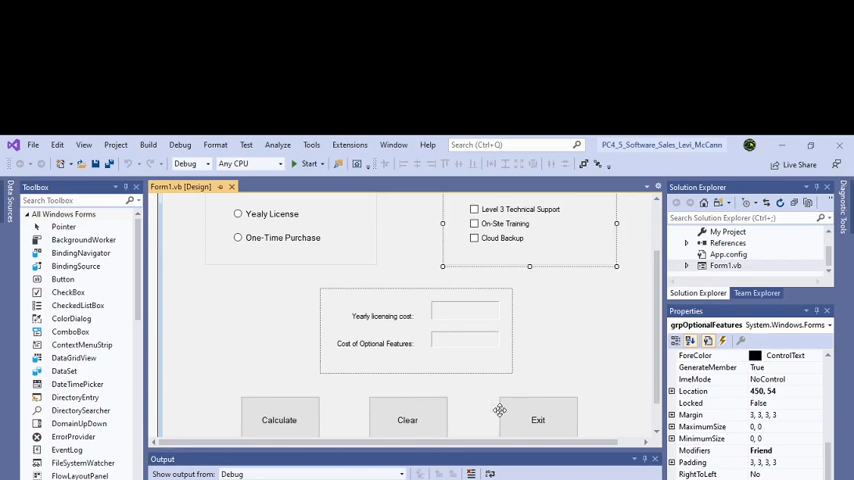 File Edit View Project Build Debug Format Test Analyze Tools Extensions Window Help Search (Ctrl+Q) PC4_5_Software_Sales_Levi_McCann
Debug Any CPU Start Live Share
Data Sources
Toolbox
Search Toolbox
All Windows Forms
Pointer
BackgroundWorker
BindingNavigator
BindingSource
Button
CheckBox
CheckedListBox
ColorDialog
ComboBox
ContextMenuStrip
DataGridView
DataSet
DateTimePicker
DirectoryEntry
DirectorySearcher
DomainUpDown
ErrorProvider
EventLog
FileSystemWatcher
FlowLayoutPanel
Form1.vb [Design]
Yealy License
One-Time Purchase
Level 3 Technical Support
On-Site Training
Cloud Backup
Yearly licensing cost:
Cost of Optional Features:
Calculate Clear Exit
Output
Show output from: Debug
Solution Explorer
Search Solution Explorer (Ctrl+;)
My Project
References
App.config
Form1.vb
Solution Explorer Team Explorer
Properties
grpOptionalFeatures System.Windows.Forms
ForeColor ControlText
GenerateMember True
ImeMode NoControl
Location 450, 54
Locked False
Margin 3, 3, 3, 3
MaximumSize 0, 0
MinimumSize 0, 0
Modifiers Friend
Padding 3, 3, 3, 3
Diagnostic Tools